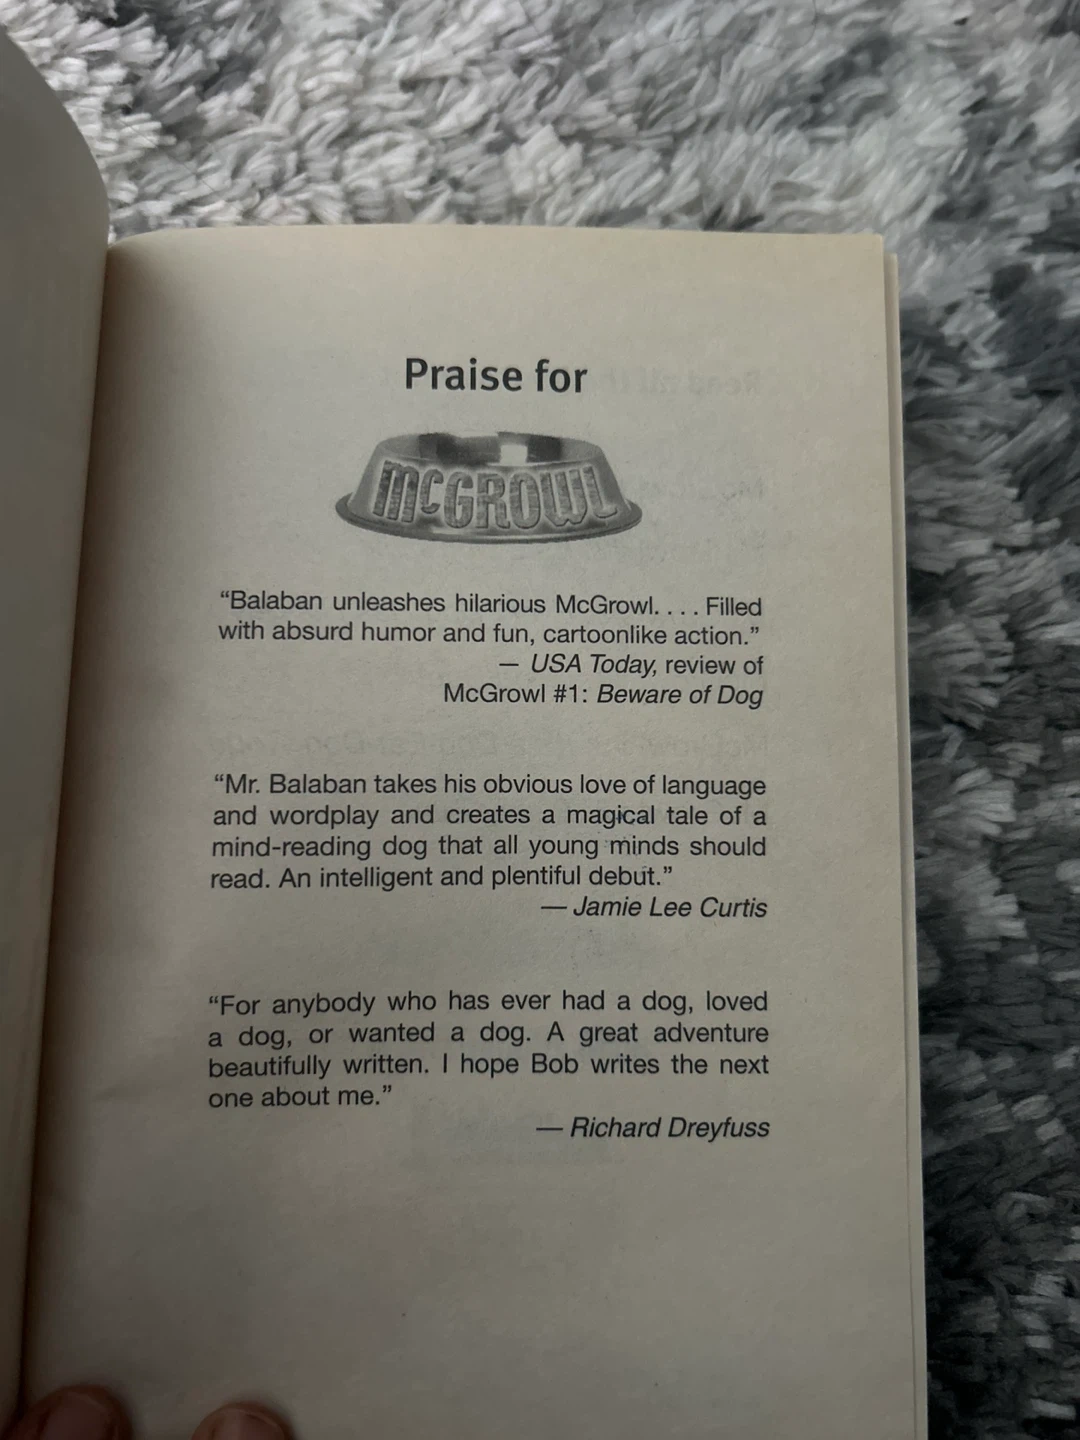 Praise for
McGROWL
“Balaban unleashes hilarious McGrowl. . . . Filled
with absurd humor and fun, cartoonlike action.”
— USA Today, review of
McGrowl #1: Beware of Dog
“Mr. Balaban takes his obvious love of language
and wordplay and creates a magical tale of a
mind-reading dog that all young minds should
read. An intelligent and plentiful debut.”
— Jamie Lee Curtis
“For anybody who has ever had a dog, loved
a dog, or wanted a dog. A great adventure
beautifully written. I hope Bob writes the next
one about me.”
— Richard Dreyfuss